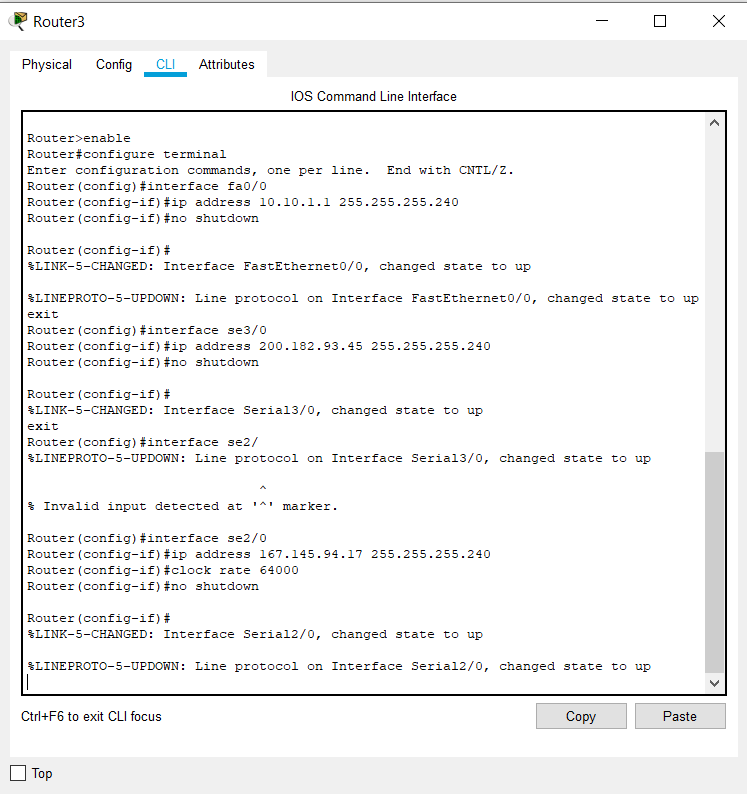 Router3
Physical Config CLI Attributes
IOS Command Line Interface
Router>enable
Router#configure terminal
Enter configuration commands, one per line.  End with CNTL/Z.
Router(config)#interface fa0/0
Router(config-if)#ip address 10.10.1.1 255.255.255.240
Router(config-if)#no shutdown
Router(config-if)#
%LINK-5-CHANGED: Interface FastEthernet0/0, changed state to up
%LINEPROTO-5-UPDOWN: Line protocol on Interface FastEthernet0/0, changed state to up
exit
Router(config)#interface se3/0
Router(config-if)#ip address 200.182.93.45 255.255.255.240
Router(config-if)#no shutdown
Router(config-if)#
%LINK-5-CHANGED: Interface Serial3/0, changed state to up
exit
Router(config)#interface se2/
%LINEPROTO-5-UPDOWN: Line protocol on Interface Serial3/0, changed state to up
^
% Invalid input detected at '^' marker.
Router(config)#interface se2/0
Router(config-if)#ip address 167.145.94.17 255.255.255.240
Router(config-if)#clock rate 64000
Router(config-if)#no shutdown
Router(config-if)#
%LINK-5-CHANGED: Interface Serial2/0, changed state to up
%LINEPROTO-5-UPDOWN: Line protocol on Interface Serial2/0, changed state to up
Ctrl+F6 to exit CLI focus
Copy Paste
Top